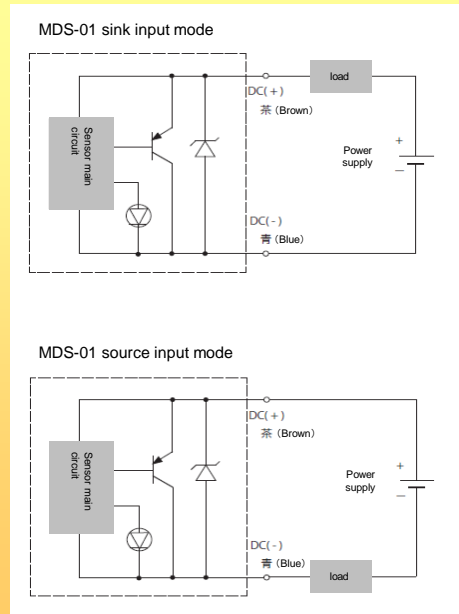 MDS-01 sink input mode
load
DC(+)
茶 (Brown)
Sensor main
circuit
Power
supply
+
−
DC(-)
青 (Blue)
MDS-01 source input mode
DC(+)
茶 (Brown)
Sensor main
circuit
Power
supply
+
−
DC(-)
青 (Blue)
load